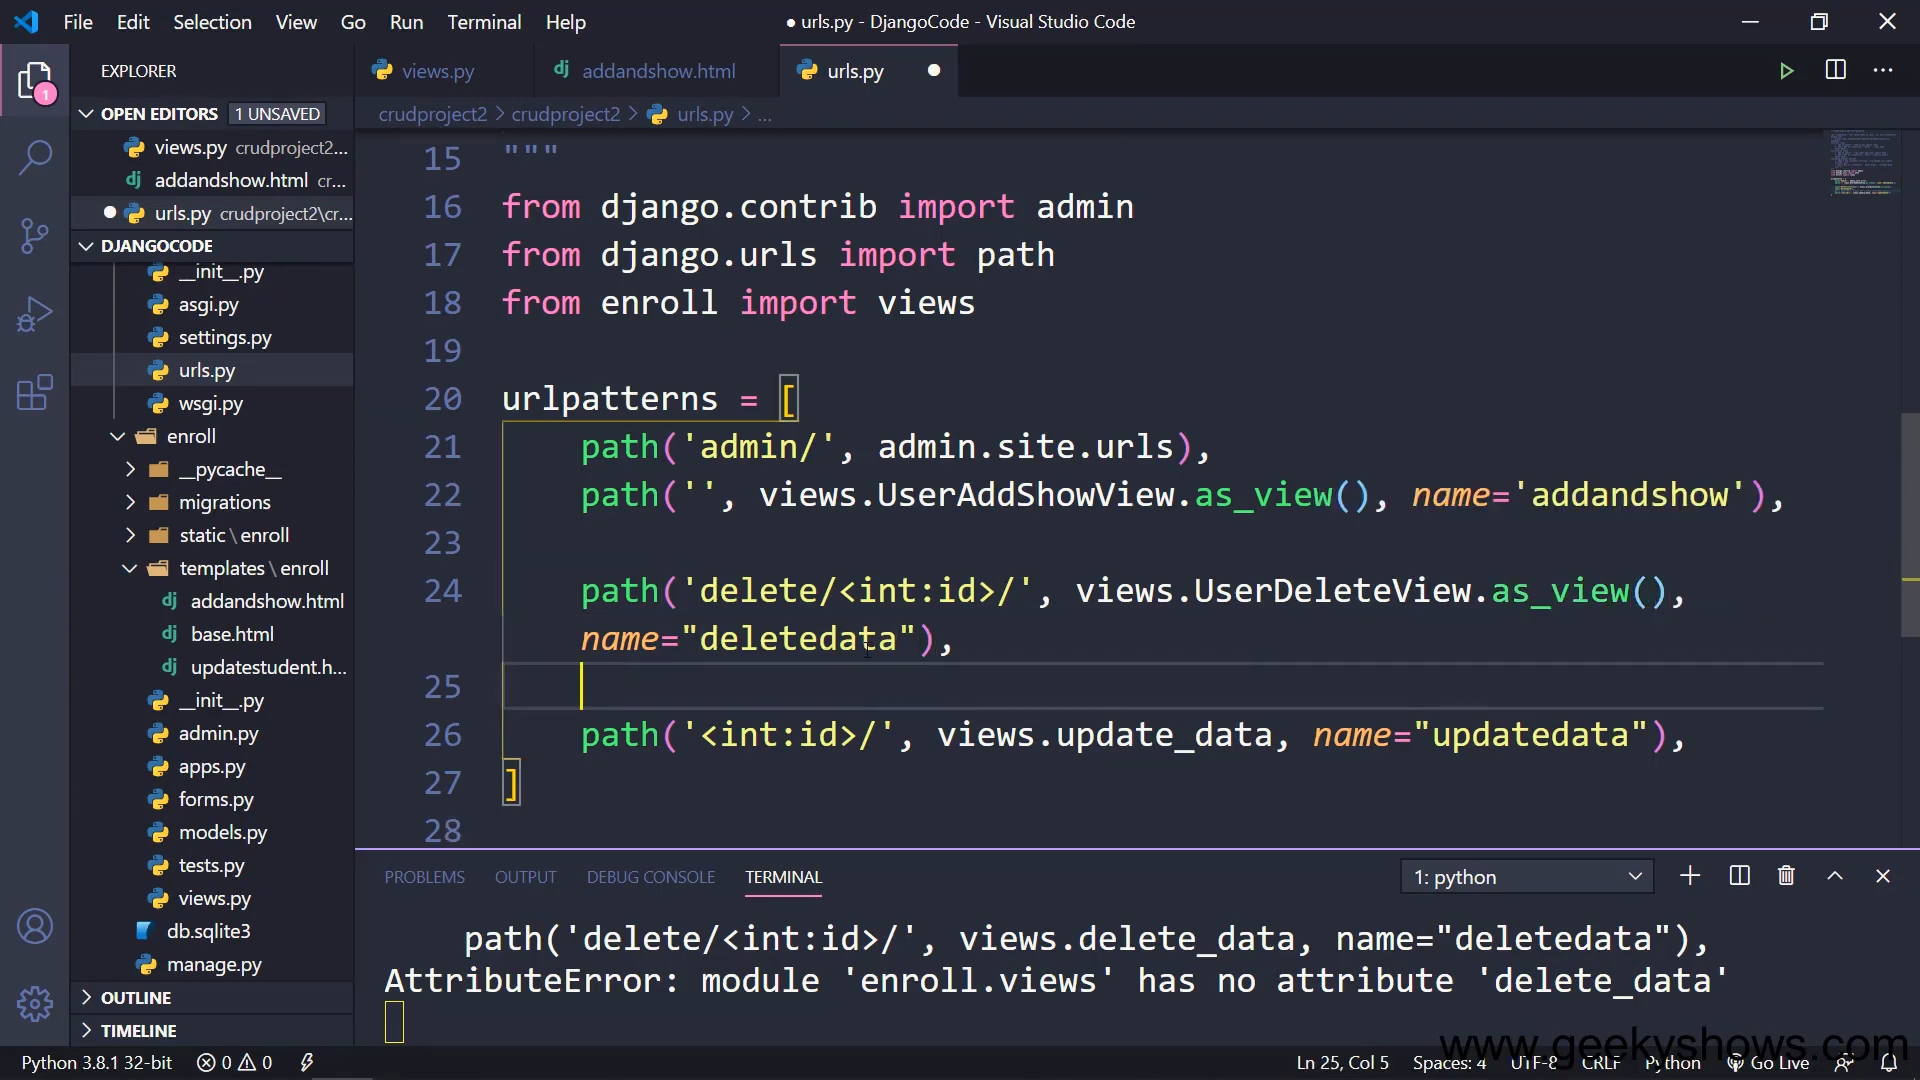 File Edit Selection View Go Run Terminal Help
● urls.py - DjangoCode - Visual Studio Code
EXPLORER
1
OPEN EDITORS 1 UNSAVED
views.py crudproject2...
addandshow.html cr...
urls.py crudproject2\cr...
DJANGOCODE
__init__.py
asgi.py
settings.py
urls.py
wsgi.py
enroll
__pycache__
migrations
static\enroll
templates\enroll
addandshow.html
base.html
updatestudent.h...
__init__.py
admin.py
apps.py
forms.py
models.py
tests.py
views.py
db.sqlite3
manage.py
OUTLINE
TIMELINE
views.py addandshow.html urls.py
crudproject2 > crudproject2 > urls.py > ...
15 """
16 from django.contrib import admin
17 from django.urls import path
18 from enroll import views
19
20 urlpatterns = [
21 path('admin/', admin.site.urls),
22 path('', views.UserAddShowView.as_view(), name='addandshow'),
23
24 path('delete/<int:id>/', views.UserDeleteView.as_view(),
name="deletedata"),
25
26 path('<int:id>/', views.update_data, name="updatedata"),
27 ]
28
PROBLEMS OUTPUT DEBUG CONSOLE TERMINAL 1: python
path('delete/<int:id>/', views.delete_data, name="deletedata"),
AttributeError: module 'enroll.views' has no attribute 'delete_data'
www.geekyshows.com
Python 3.8.1 32-bit 0 0 Ln 25, Col 5 Spaces: 4 UTF-8 CRLF Python Go Live